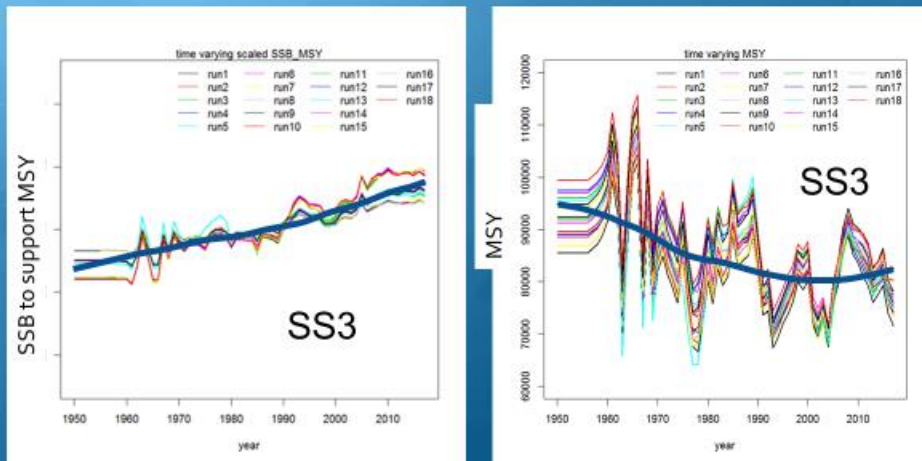 time varying scaled SSB_MSY
run1 run6 run11 run16
run2 run7 run12 run17
run3 run8 run13 run18
run4 run9 run14
run5 run10 run15
SSB to support MSY
SS3
1950 1960 1970 1980 1990 2000 2010
year
time varying MSY
run1 run6 run11 run16
run2 run7 run12 run17
run3 run8 run13 run18
run4 run9 run14
run5 run10 run15
120000
110000
100000
90000
80000
70000
60000
MSY
SS3
1950 1960 1970 1980 1990 2000 2010
year